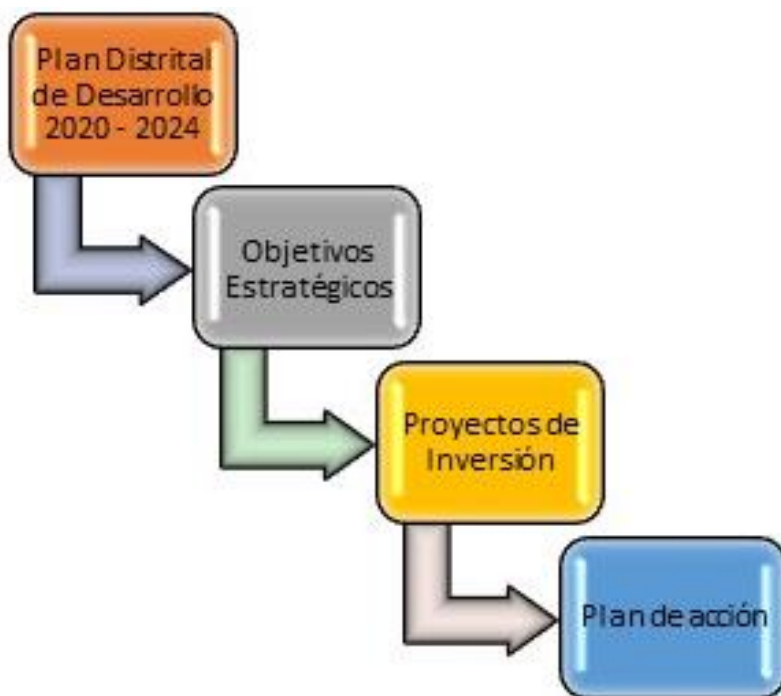 Plan Distrital
de Desarrollo
2020 - 2024
Objetivos
Estratégicos
Proyectos de
Inversión
Plan de acción